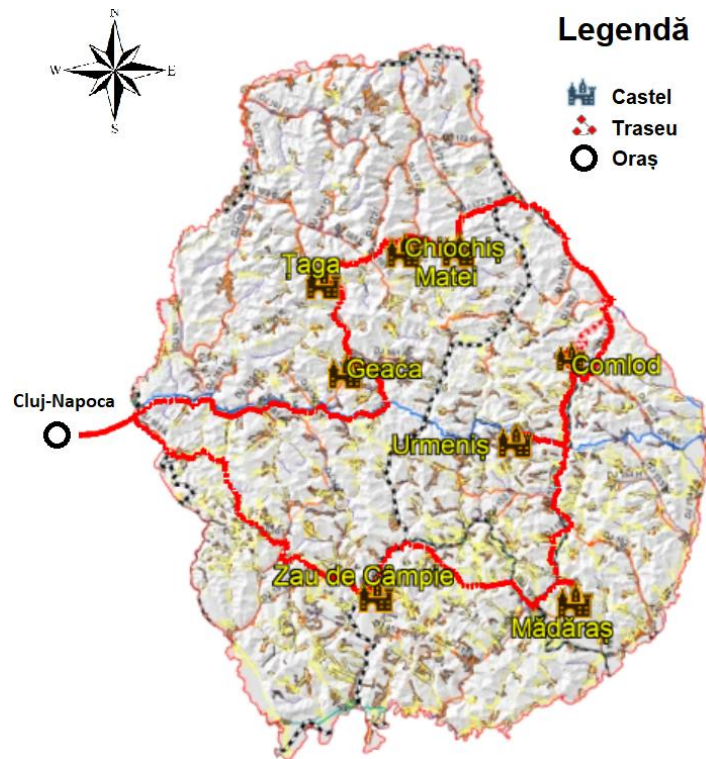 N
W E
S
Legendă
Castel
Traseu
Oraș
Chiochiș
Matei
Țaga
Geaca
Comlod
Cluj-Napoca
Urmeniș
Zau de Câmpie
Mădăraș